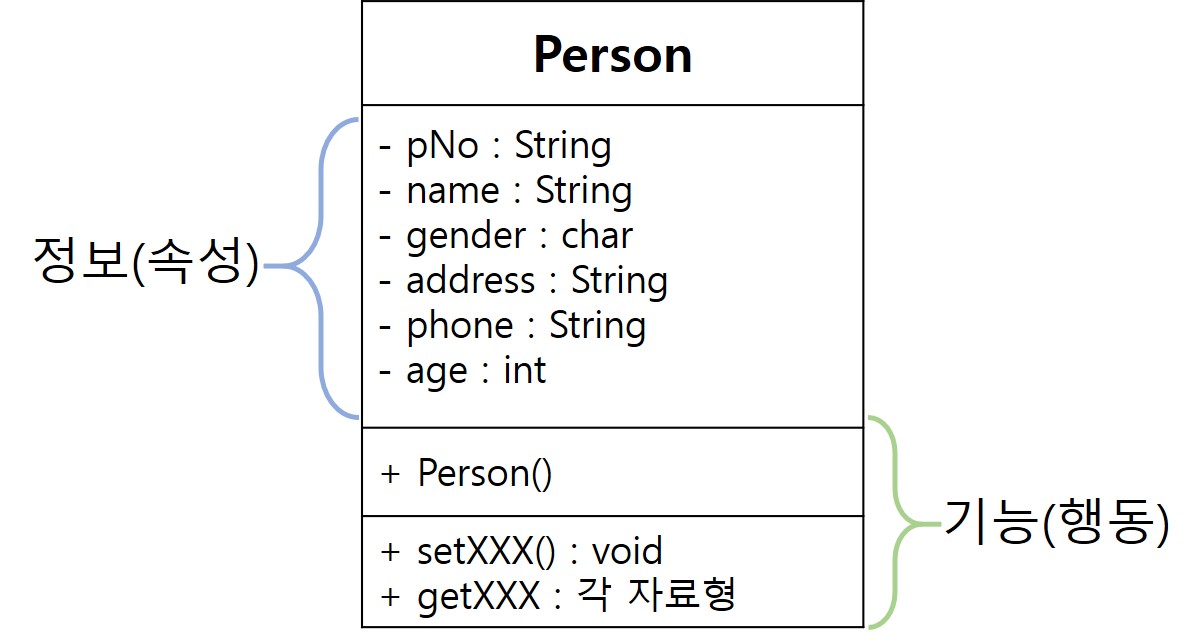 Person
- pNo : String
- name : String
- gender : char
- address : String
- phone : String
- age : int
정보(속성)
+ Person()
+ setXXX() : void
+ getXXX : 각 자료형
기능(행동)